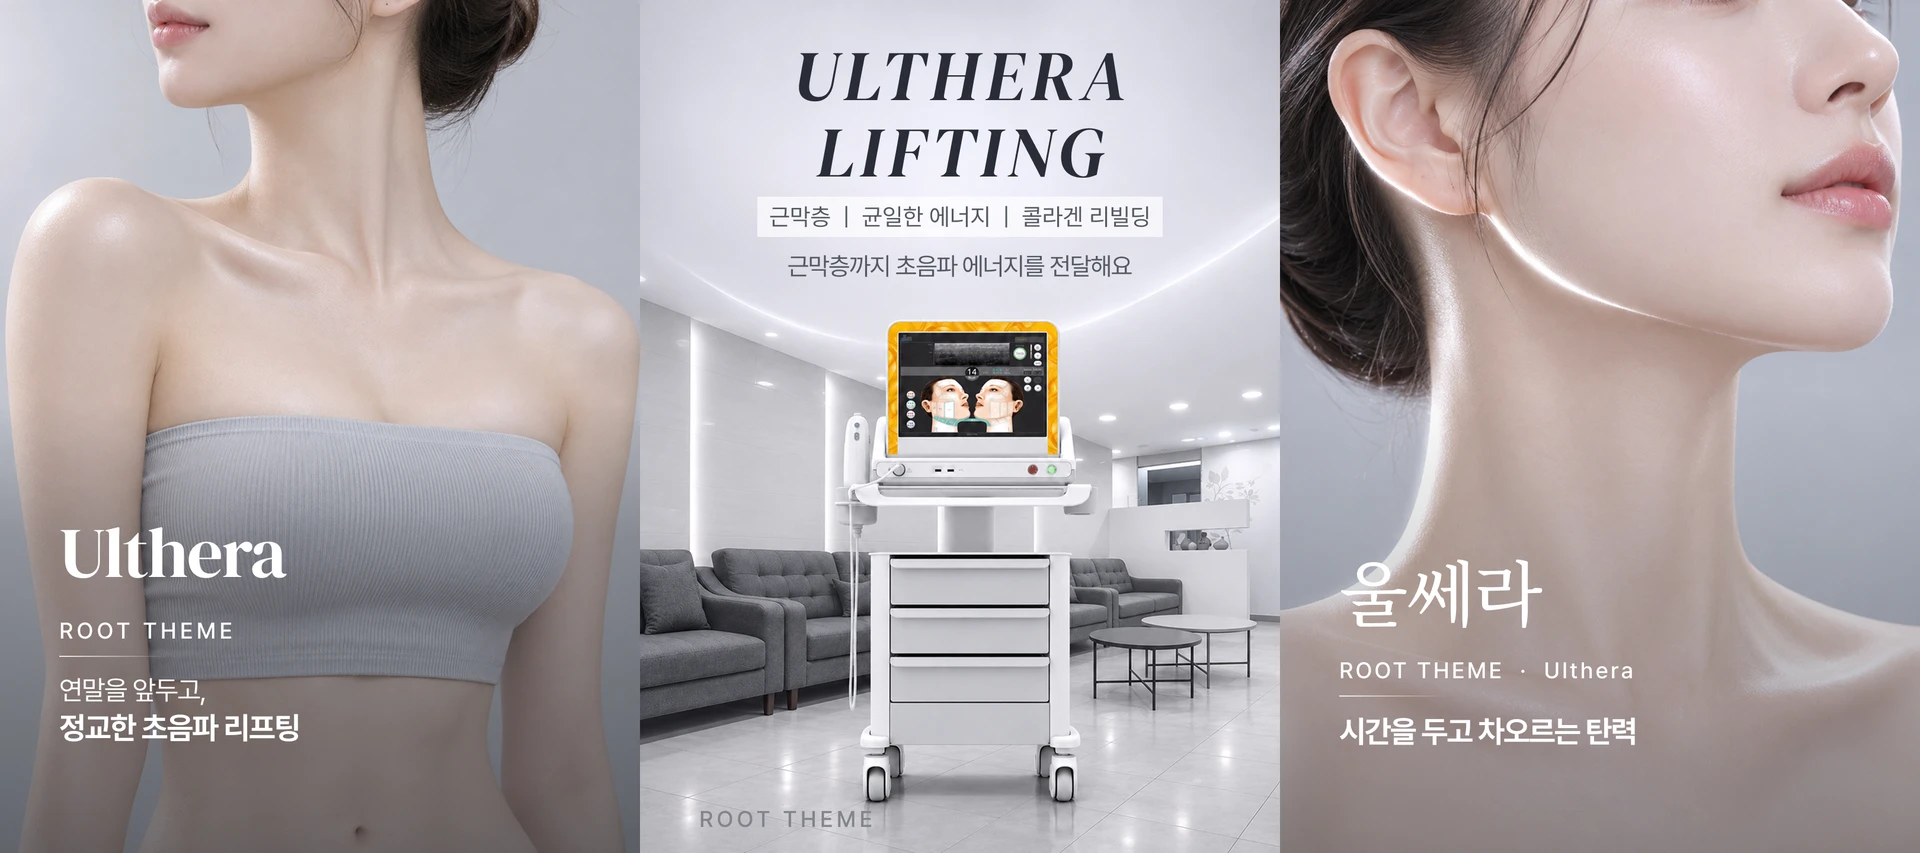 Ulthera
ROOT THEME
연말을 앞두고,
정교한 초음파 리프팅
ULTHERA
LIFTING
근막층 | 균일한 에너지 | 콜라겐 리빌딩
근막층까지 초음파 에너지를 전달해요
14
ROOT THEME
울쎄라
ROOT THEME · Ulthera
시간을 두고 차오르는 탄력